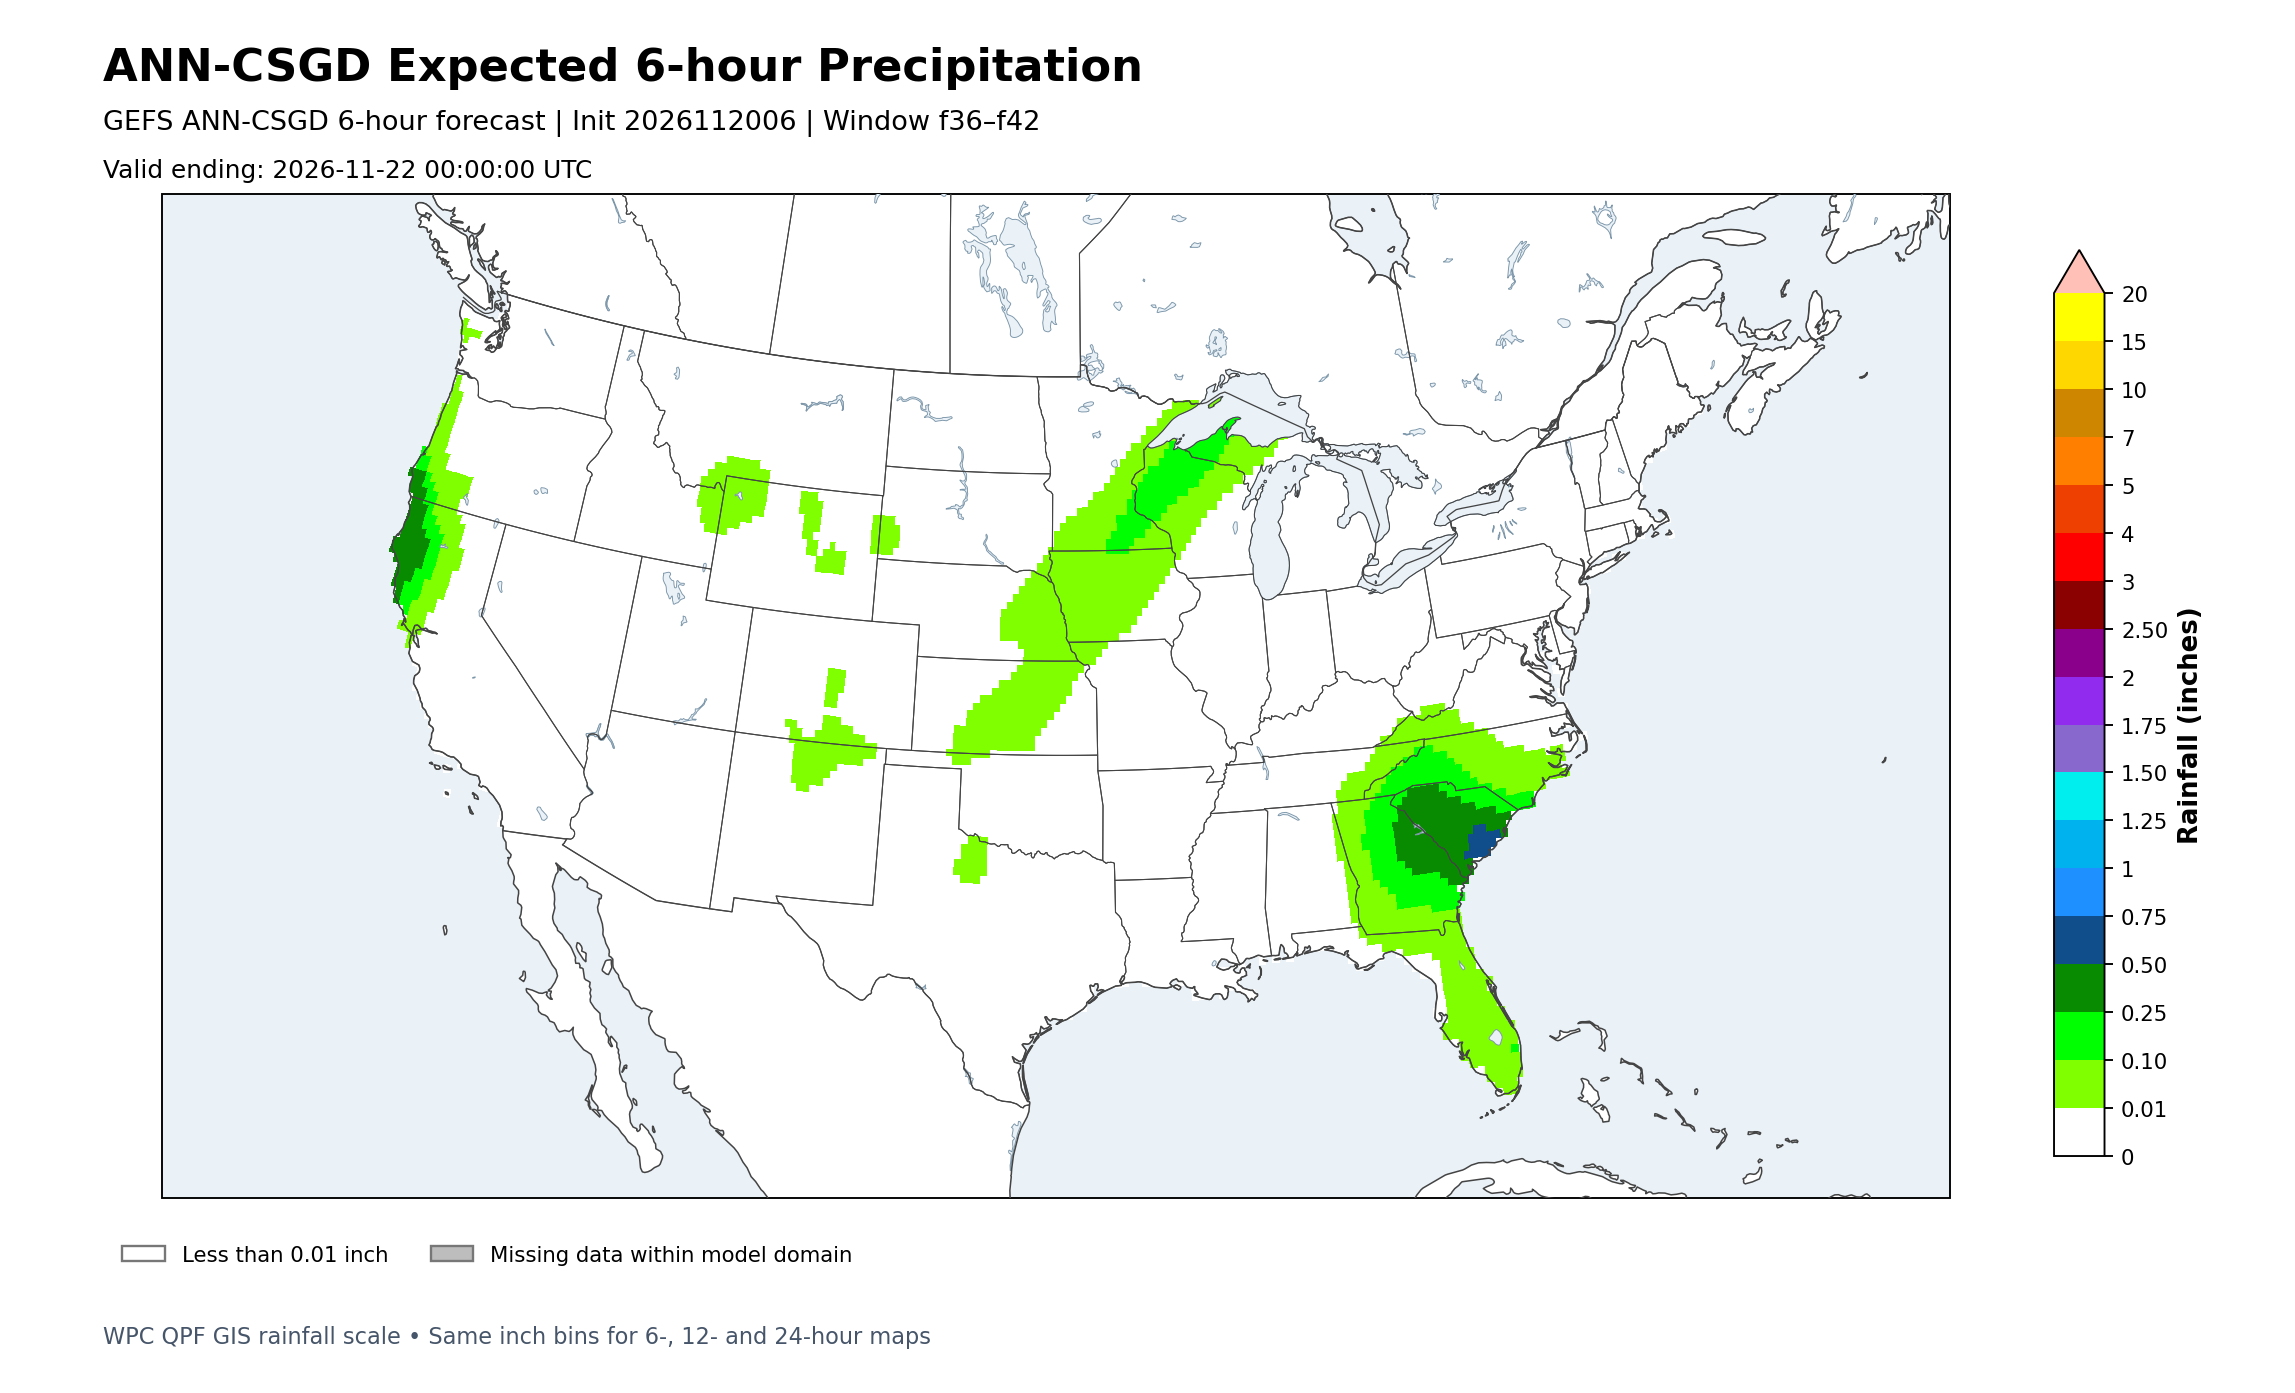 ANN-CSGD Expected 6-hour Precipitation
GEFS ANN-CSGD 6-hour forecast | Init 2026112006 | Window f36–f42
Valid ending: 2026-11-22 00:00:00 UTC
20
15
10
7
5
4
3
2.50
2
1.75
1.50
1.25
1
0.75
0.50
0.25
0.10
0.01
0
Rainfall (inches)
Less than 0.01 inch
Missing data within model domain
WPC QPF GIS rainfall scale • Same inch bins for 6-, 12- and 24-hour maps